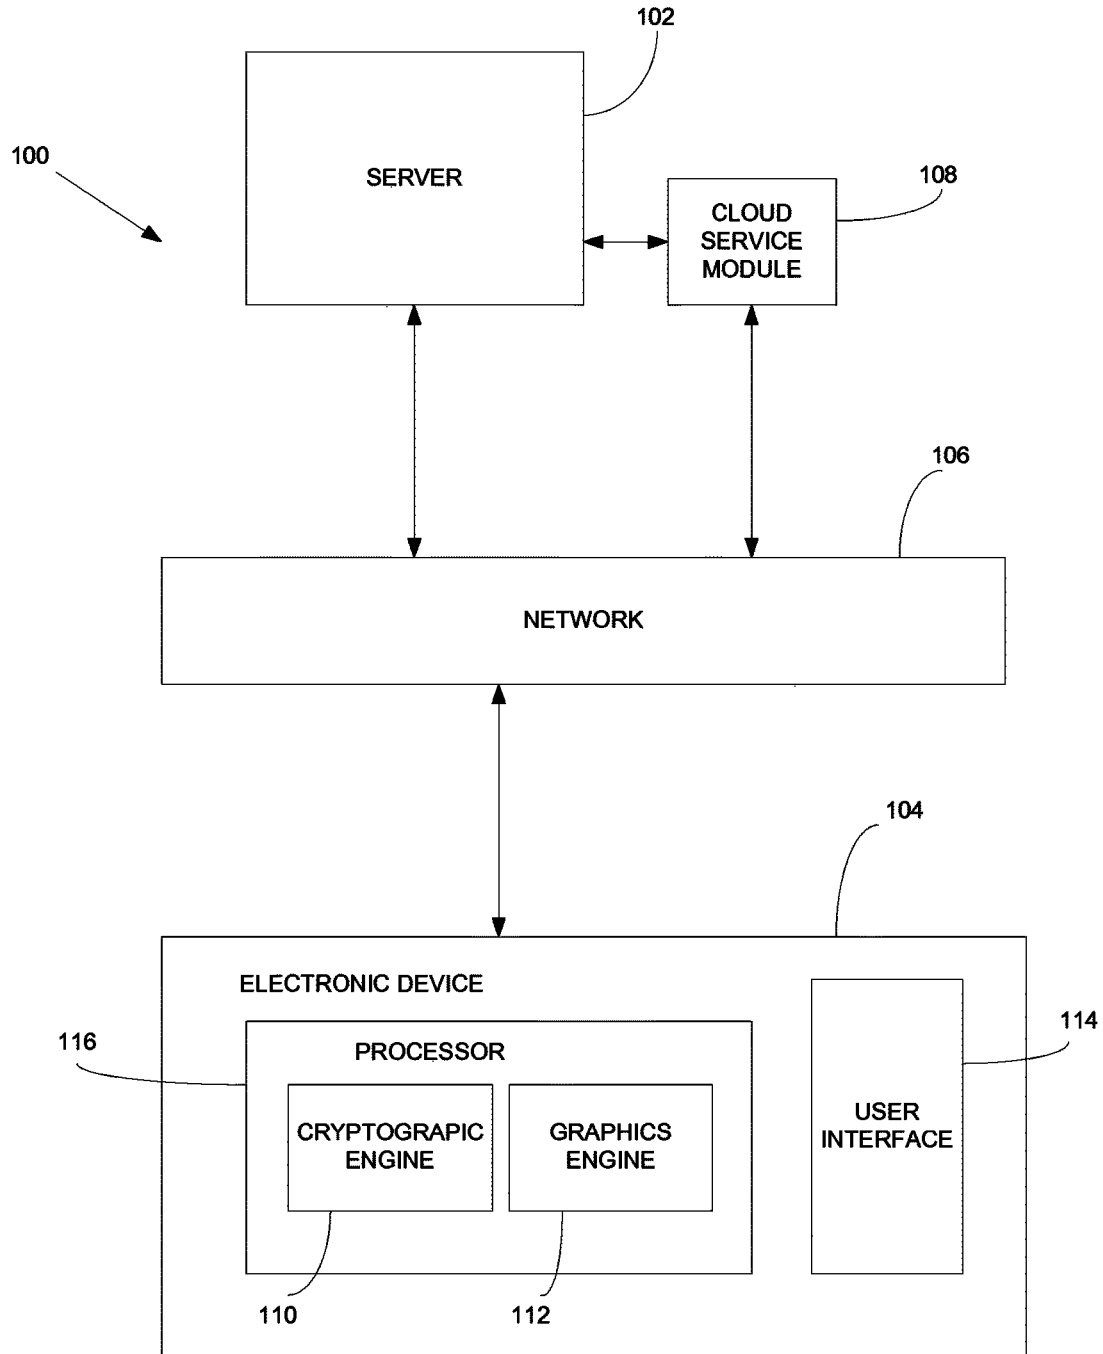 102
100
SERVER
108
CLOUD
SERVICE
MODULE
106
NETWORK
104
ELECTRONIC DEVICE
114
116
PROCESSOR
CRYPTOGRAPIC
ENGINE
GRAPHICS
ENGINE
USER
INTERFACE
110
112